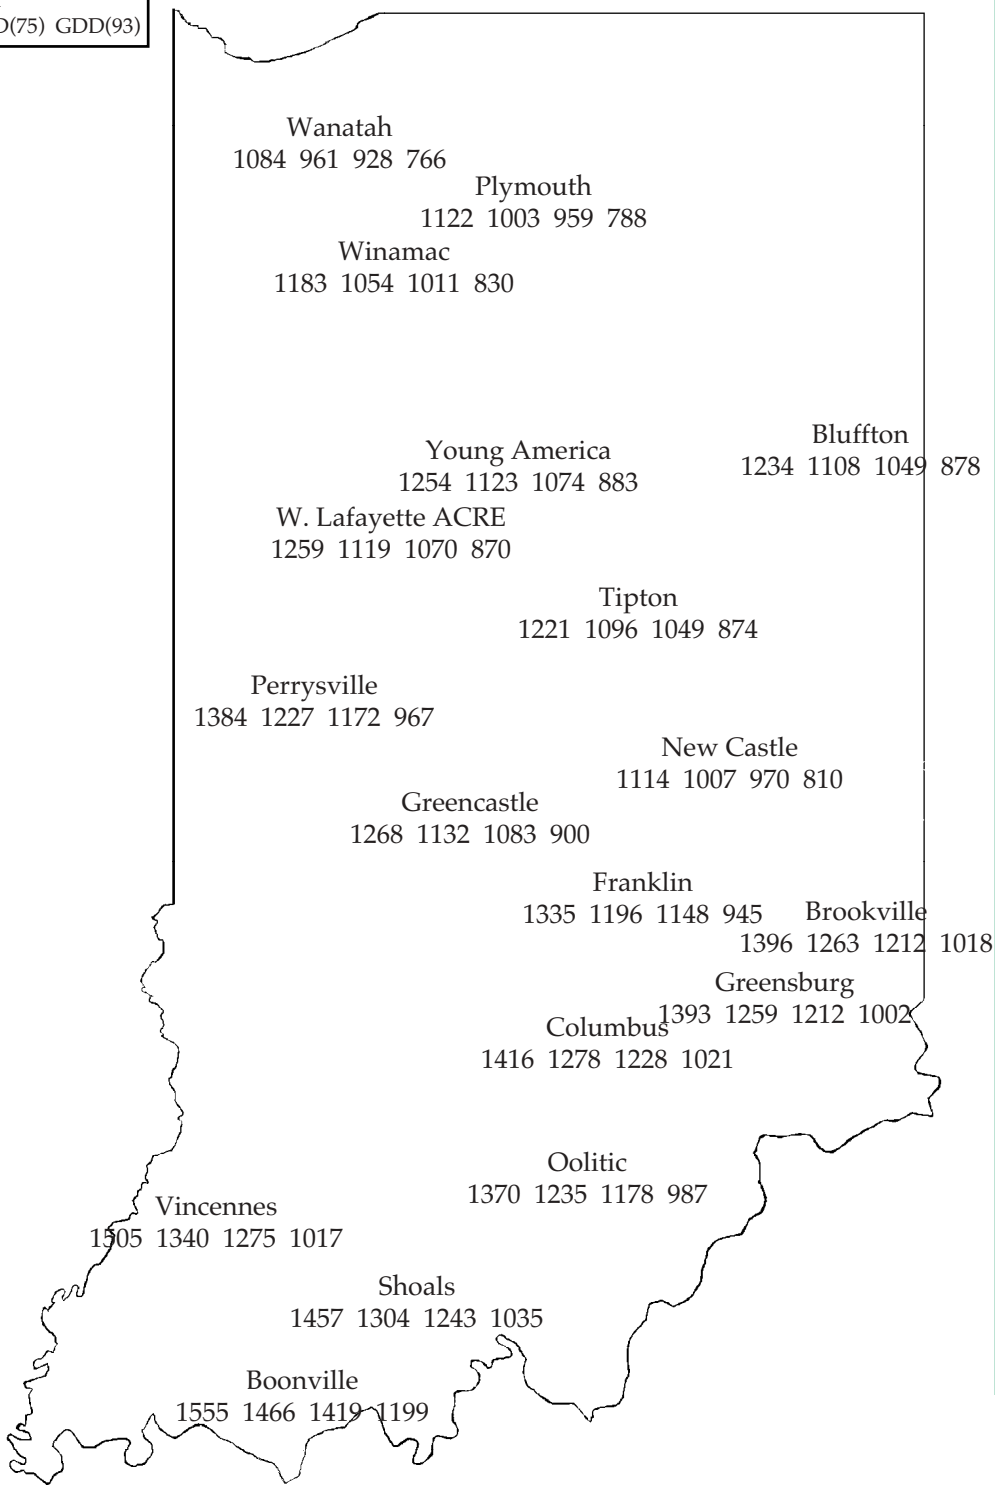 GDD(93)
Wanatah
1084 961 928 766
Plymouth
1122 1003 959 788
Winamac
1183 1054 1011 830
Bluffton
1234 1108 1049 878
Young America
1254 1123 1074 883
W. Lafayette ACRE
1259 1119 1070 870
Tipton
1221 1096 1049 874
Perrysville
1384 1227 1172 967
New Castle
1114 1007 970 810
Greencastle
1268 1132 1083 900
Franklin
1335 1196 1148 945
Brookville
1396 1263 1212 1018
Greensburg
1393 1259 1212 1002
Columbus
1416 1278 1228 1021
Oolitic
1370 1235 1178 987
Vincennes
1505 1340 1275 1017
Shoals
1457 1304 1243 1035
Boonville
1555 1466 1419 1199